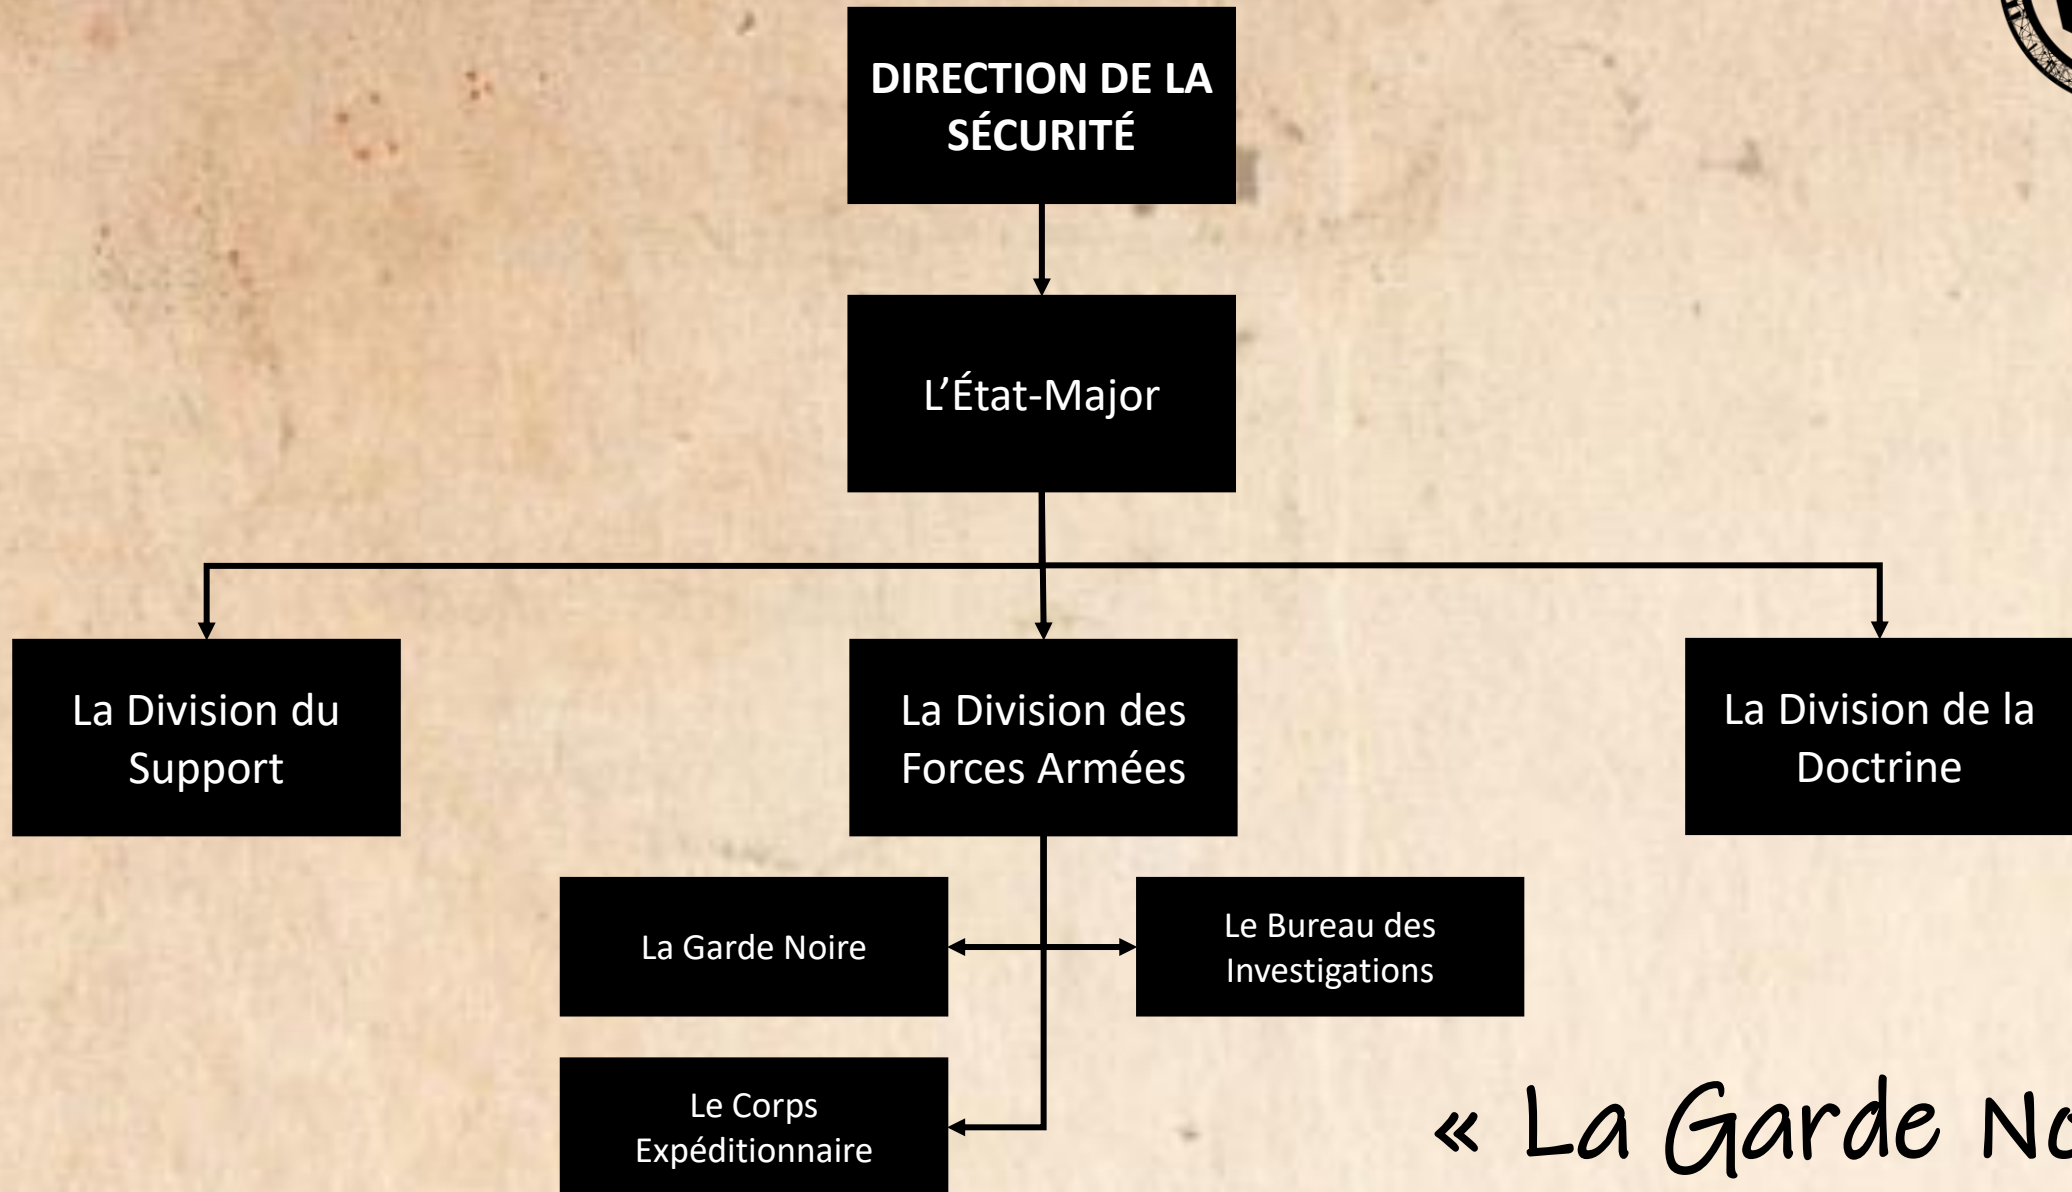 DIRECTION DE LA
SÉCURITÉ
L’État-Major
La Division du
Support
La Division des
Forces Armées
La Division de la
Doctrine
La Garde Noire
Le Bureau des
Investigations
Le Corps
Expéditionnaire
« La Garde